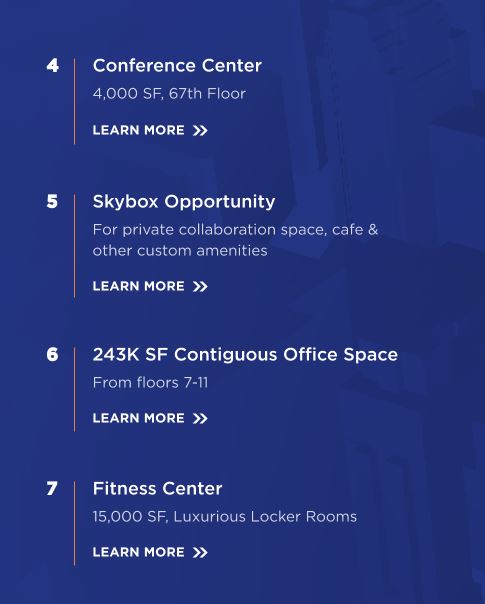 4 Conference Center
4,000 SF, 67th Floor
LEARN MORE »
5 Skybox Opportunity
For private collaboration space, cafe &
other custom amenities
LEARN MORE »
6 243K SF Contiguous Office Space
From floors 7-11
LEARN MORE »
7 Fitness Center
15,000 SF, Luxurious Locker Rooms
LEARN MORE »